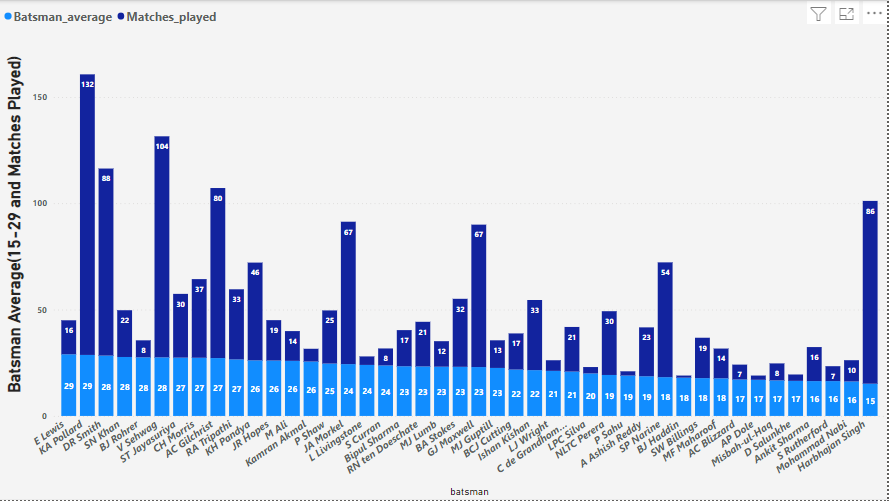 Batsman_average Matches_played
Batsman Average(15-29 and Matches Played)
150
100
50
0
16 132 88 22 8 104 30 37 80 33 46 19 14 25 67 8 17 21 12 32 67 13 17 33 21 30 23 54 19 14 7 8 16 7 10 86
29 29 28 28 28 28 27 27 27 27 26 26 26 26 25 24 24 24 23 23 23 23 23 23 22 22 21 21 20 19 19 19 18 18 18 18 17 17 17 17 16 16 16 15
E Lewis
KA Pollard
DR Smith
SN Khan
BJ Rohrer
V Sehwag
ST Jayasuriya
CH Morris
AC Gilchrist
RA Tripathi
KH Pandya
JR Hopes
M Ali
Kamran Akmal
P Shaw
JA Morkel
L Livingstone
S Curran
Bipul Sharma
RN ten Doeschate
MJ Lumb
BA Stokes
GJ Maxwell
MJ Guptill
BCJ Cutting
Ishan Kishan
LJ Wright
C de Grandhom...
LPC Silva
NLTC Perera
P Sahu
A Ashish Reddy
SP Narine
BJ Haddin
SW Billings
MF Maharoof
AC Blizzard
AP Dole
Misbah-ul-Haq
D Salunkhe
Ankit Sharma
S Rutherford
Mohammad Nabi
Harbhajan Singh
batsman